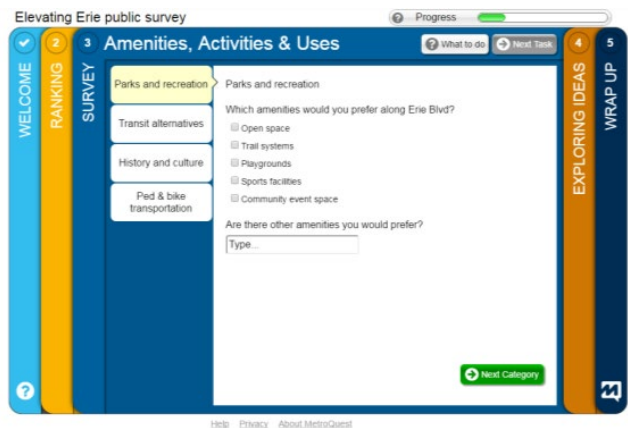 Elevating Erie public survey
Progress
WELCOME
2
RANKING
3
SURVEY
Amenities, Activities & Uses
What to do
Next Task
Parks and recreation
Transit alternatives
History and culture
Ped & bike
transportation
Parks and recreation
Which amenities would you prefer along Erie Blvd?
Open space
Trail systems
Playgrounds
Sports facilities
Community event space
Are there other amenities you would prefer?
Type...
Next Category
4
EXPLORING IDEAS
5
WRAP UP
Help Privacy About MetroQuest